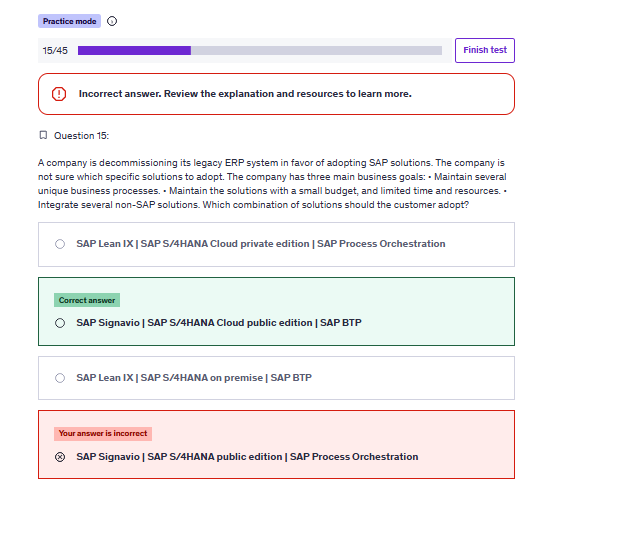 Practice mode
15/45
Finish test
Incorrect answer. Review the explanation and resources to learn more.
Question 15:
A company is decommissioning its legacy ERP system in favor of adopting SAP solutions. The company is
not sure which specific solutions to adopt. The company has three main business goals: • Maintain several
unique business processes. • Maintain the solutions with a small budget, and limited time and resources. •
Integrate several non-SAP solutions. Which combination of solutions should the customer adopt?
SAP Lean IX | SAP S/4HANA Cloud private edition | SAP Process Orchestration
Correct answer
SAP Signavio | SAP S/4HANA Cloud public edition | SAP BTP
SAP Lean IX | SAP S/4HANA on premise | SAP BTP
Your answer is incorrect
SAP Signavio | SAP S/4HANA public edition | SAP Process Orchestration